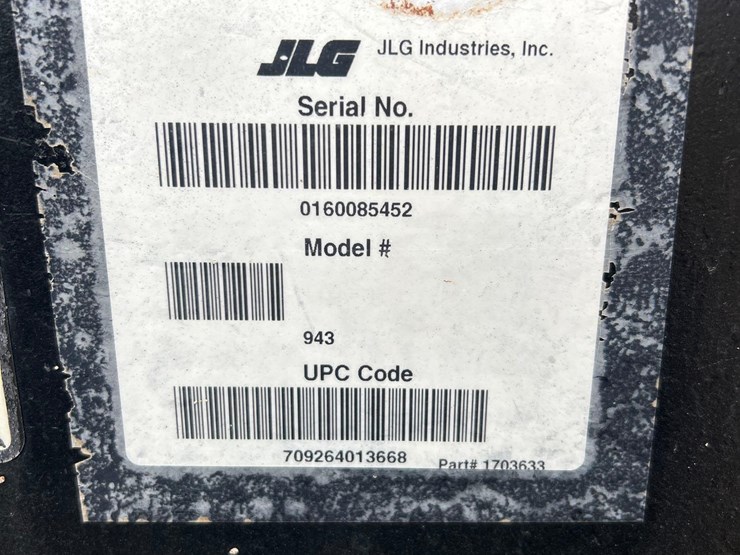 JLG JLG Industries, Inc.
Serial No.
0160085452
Model #
943
UPC Code
709264013668
Part# 1703633